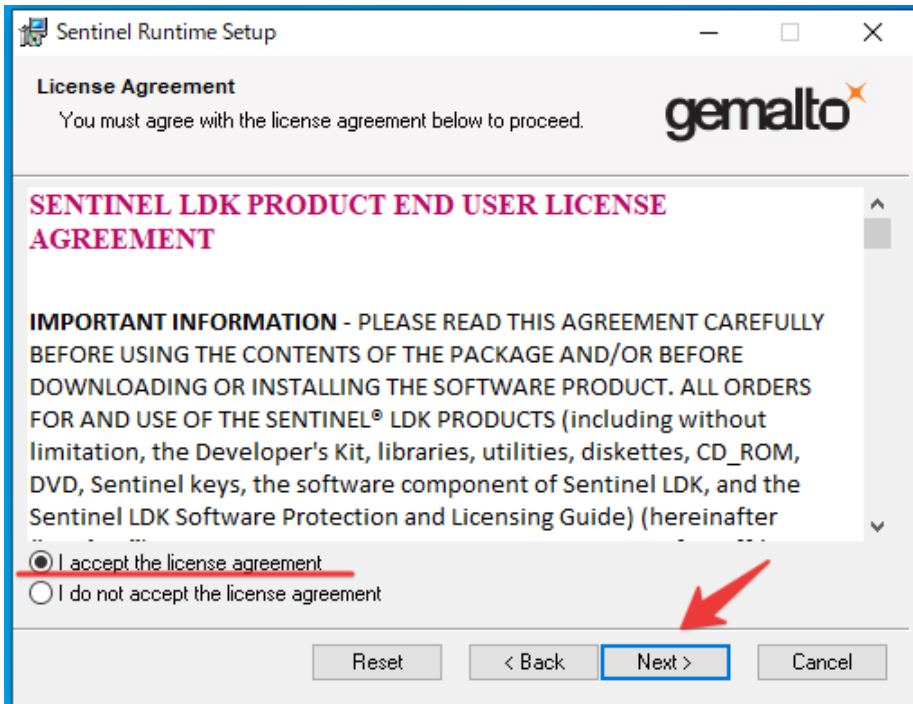 Sentinel Runtime Setup
License Agreement
You must agree with the license agreement below to proceed.
gemalto
SENTINEL LDK PRODUCT END USER LICENSE
AGREEMENT
IMPORTANT INFORMATION - PLEASE READ THIS AGREEMENT CAREFULLY
BEFORE USING THE CONTENTS OF THE PACKAGE AND/OR BEFORE
DOWNLOADING OR INSTALLING THE SOFTWARE PRODUCT. ALL ORDERS
FOR AND USE OF THE SENTINEL® LDK PRODUCTS (including without
limitation, the Developer's Kit, libraries, utilities, diskettes, CD_ROM,
DVD, Sentinel keys, the software component of Sentinel LDK, and the
Sentinel LDK Software Protection and Licensing Guide) (hereinafter
I accept the license agreement
I do not accept the license agreement
Reset
< Back
Next >
Cancel